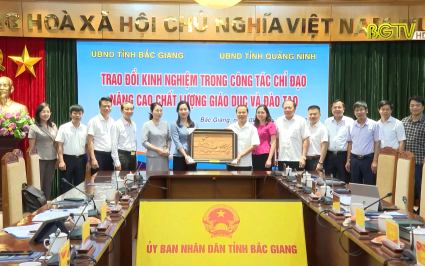 HOÀ XÃ HỘI CHỦ NGHĨA VIỆT NAM
BGTV
UBND TỈNH BẮC GIANG UBND TỈNH QUẢNG NINH
TRAO ĐỔI KINH NGHIỆM TRONG CÔNG TÁC CHỈ ĐẠO
NÂNG CAO CHẤT LƯỢNG GIÁO DỤC VÀ ĐÀO TẠO
Bắc Giang,
ỦY BAN NHÂN DÂN TỈNH BẮC GIANG